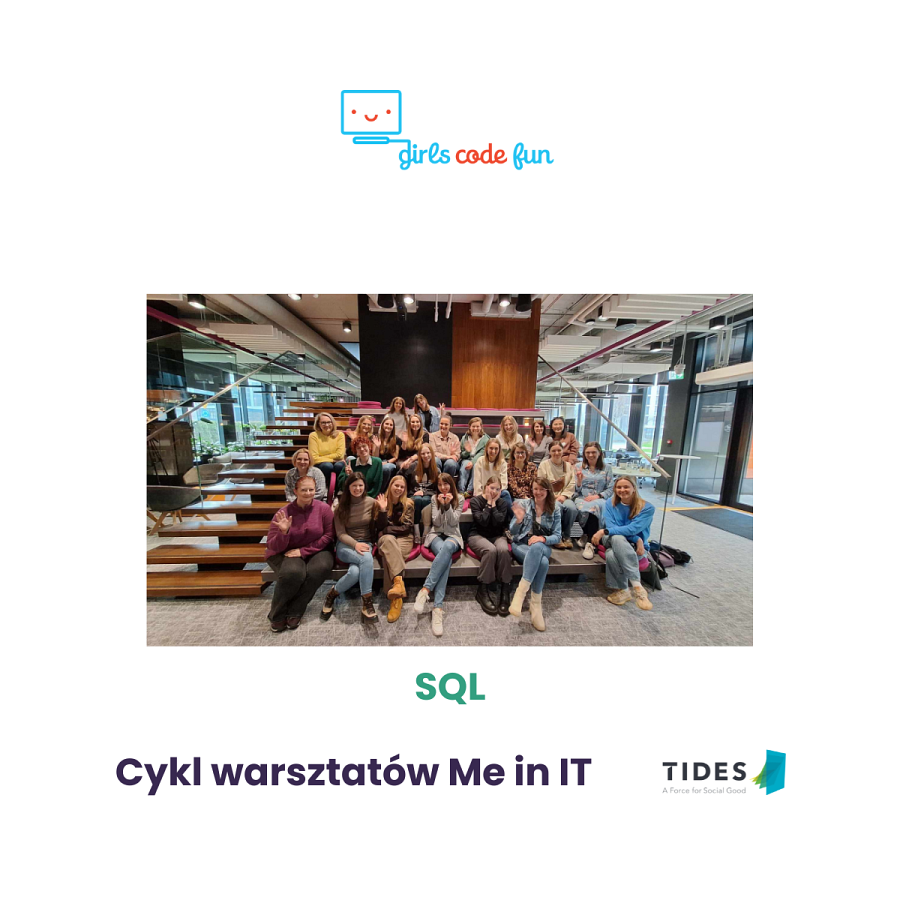 girls code fun
SQL
Cykl warsztatów Me in IT
TIDES
A Force for Social Good